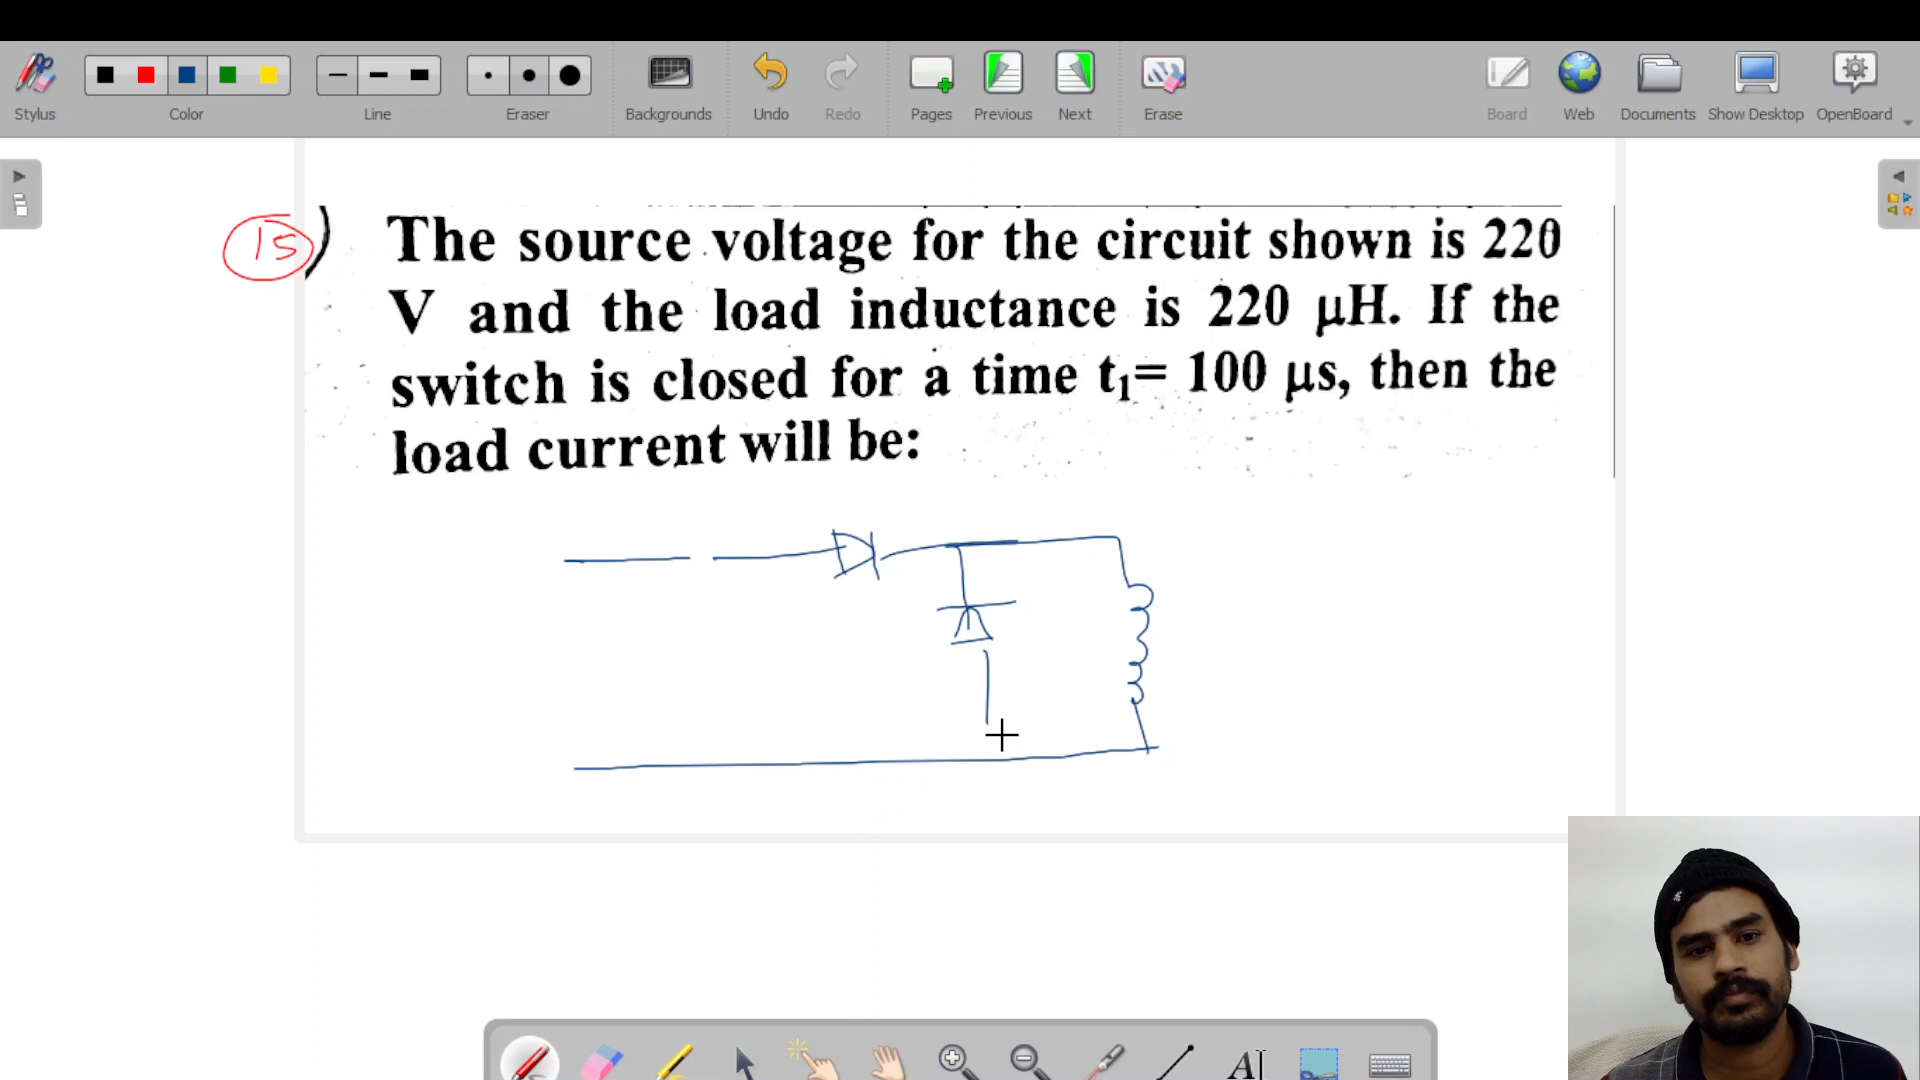 Stylus
Color
Line
Eraser
Backgrounds
Undo
Redo
Pages
Previous
Next
Erase
Board
Web
Documents
Show Desktop
OpenBoard
15) The source voltage for the circuit shown is 220
V and the load inductance is 220 μH. If the
switch is closed for a time t₁= 100 μs, then the
load current will be: